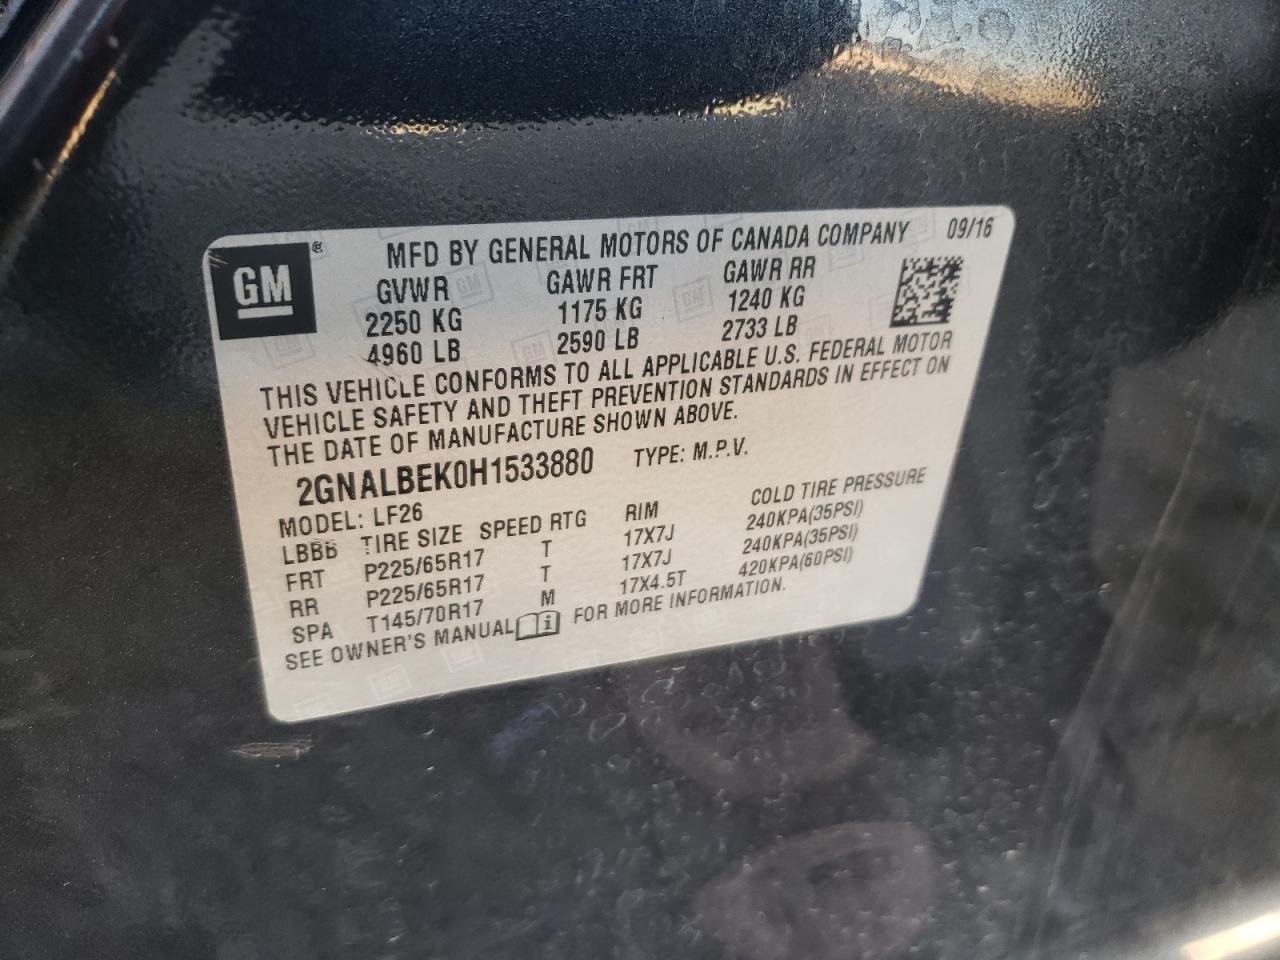 GM ® MFD BY GENERAL MOTORS OF CANADA COMPANY 09/16
GVWR GAWR FRT GAWR RR
2250 KG 1175 KG 1240 KG
4960 LB 2590 LB 2733 LB
THIS VEHICLE CONFORMS TO ALL APPLICABLE U.S. FEDERAL MOTOR
VEHICLE SAFETY AND THEFT PREVENTION STANDARDS IN EFFECT ON
THE DATE OF MANUFACTURE SHOWN ABOVE.
2GNALBEK0H1533880 TYPE: M.P.V.
MODEL: LF26
LBBB TIRE SIZE SPEED RTG RIM COLD TIRE PRESSURE
FRT P225/65R17 T 17X7J 240KPA(35PSI)
RR P225/65R17 T 17X7J 240KPA(35PSI)
SPA T145/70R17 M 17X4.5T 420KPA(60PSI)
SEE OWNER'S MANUAL i FOR MORE INFORMATION.